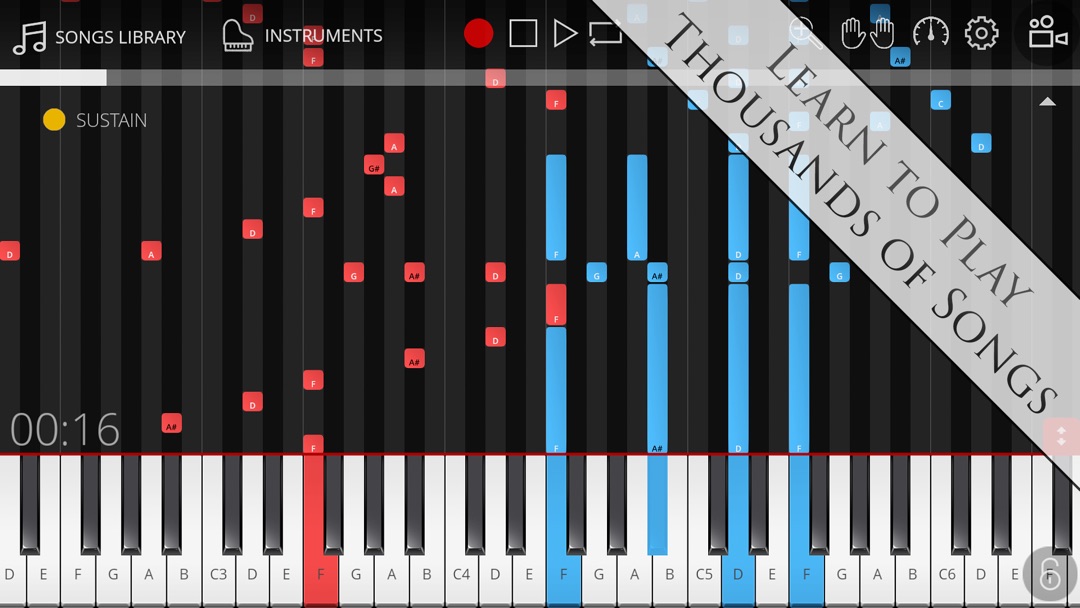 SONGS LIBRARY
INSTRUMENTS
SUSTAIN
LEARN TO PLAY
THOUSANDS OF SONGS
D
F
D
F
C
A#
D
A
G#
A
F
D
D
A
G
A#
D
F
A
D
F
G
A#
D
G
F
D
A#
F
D
A#
F
F
A#
D
F
00:16
D E F G A B C3 D E F G A B C4 D E F G A B C5 D E F G A B C6 D E F